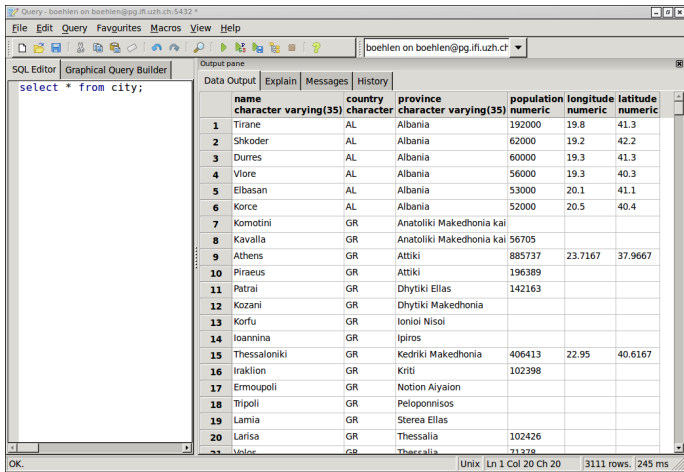 Query - boehlen on boehlen@pg.ifi.uzh.ch:5432 *
File Edit Query Favourites Macros View Help
boehlen on boehlen@pg.ifi.uzh.ch
SQL Editor Graphical Query Builder
select * from city;
Output pane
Data Output Explain Messages History
name country province population longitude latitude
character varying(35) character character varying(35) numeric numeric numeric
1 Tirane AL Albania 192000 19.8 41.3
2 Shkoder AL Albania 62000 19.2 42.2
3 Durres AL Albania 60000 19.3 41.3
4 Vlore AL Albania 56000 19.3 40.3
5 Elbasan AL Albania 53000 20.1 41.1
6 Korce AL Albania 52000 20.5 40.4
7 Komotini GR Anatoliki Makedhonia kai
8 Kavalla GR Anatoliki Makedhonia kai 56705
9 Athens GR Attiki 885737 23.7167 37.9667
10 Piraeus GR Attiki 196389
11 Patrai GR Dhytiki Ellas 142163
12 Kozani GR Dhytiki Makedhonia
13 Korfu GR Ionioi Nisoi
14 Ioannina GR Ipiros
15 Thessaloniki GR Kedriki Makedhonia 406413 22.95 40.6167
16 Iraklion GR Kriti 102398
17 Ermoupoli GR Notion Aiyaion
18 Tripoli GR Peloponnisos
19 Lamia GR Sterea Ellas
20 Larisa GR Thessalia 102426
21 Volos GR Thessalia 71378
OK. Unix Ln 1 Col 20 Ch 20 3111 rows. 245 ms